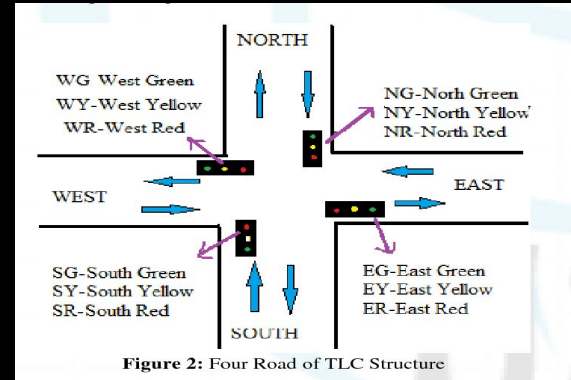 NORTH
WG West Green
WY-West Yellow
WR-West Red
NG-Norh Green
NY-North Yellow
NR-North Red
WEST
EAST
SG-South Green
SY-South Yellow
SR-South Red
EG-East Green
EY-East Yellow
ER-East Red
SOUTH
Figure 2: Four Road of TLC Structure